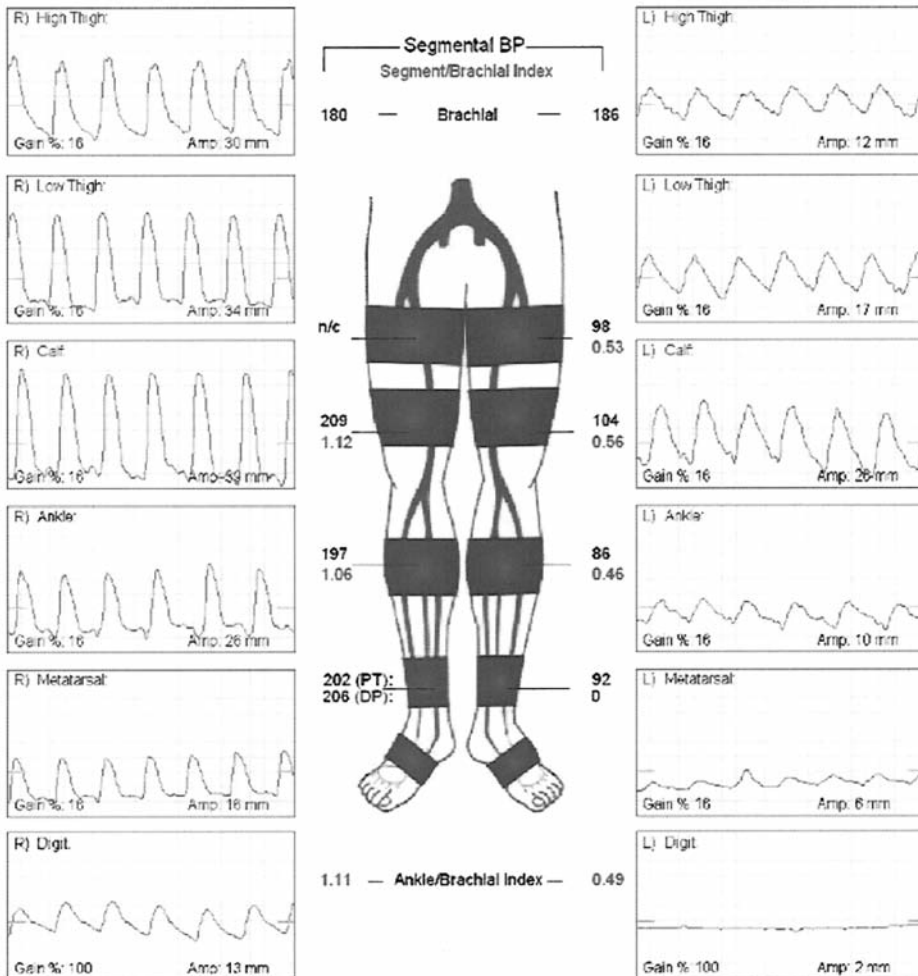 R) High Thigh:
Gain %: 16 Amp: 30 mm
R) Low Thigh:
Gain %: 16 Amp: 34 mm
R) Calf:
Gain %: 16 Amp: 39 mm
R) Ankle:
Gain %: 16 Amp: 26 mm
R) Metatarsal:
Gain %: 16 Amp: 16 mm
R) Digit:
Gain %: 100 Amp: 13 mm
Segmental BP
Segment/Brachial Index
180 — Brachial — 186
n/c 98
0.53
209 104
1.12 0.56
197 86
1.06 0.46
202 (PT): 92
206 (DP): 0
1.11 — Ankle/Brachial Index — 0.49
L) High Thigh:
Gain %: 16 Amp: 12 mm
L) Low Thigh:
Gain %: 16 Amp: 17 mm
L) Calf:
Gain %: 16 Amp: 26 mm
L) Ankle:
Gain %: 16 Amp: 10 mm
L) Metatarsal:
Gain %: 16 Amp: 6 mm
L) Digit:
Gain %: 100 Amp: 2 mm